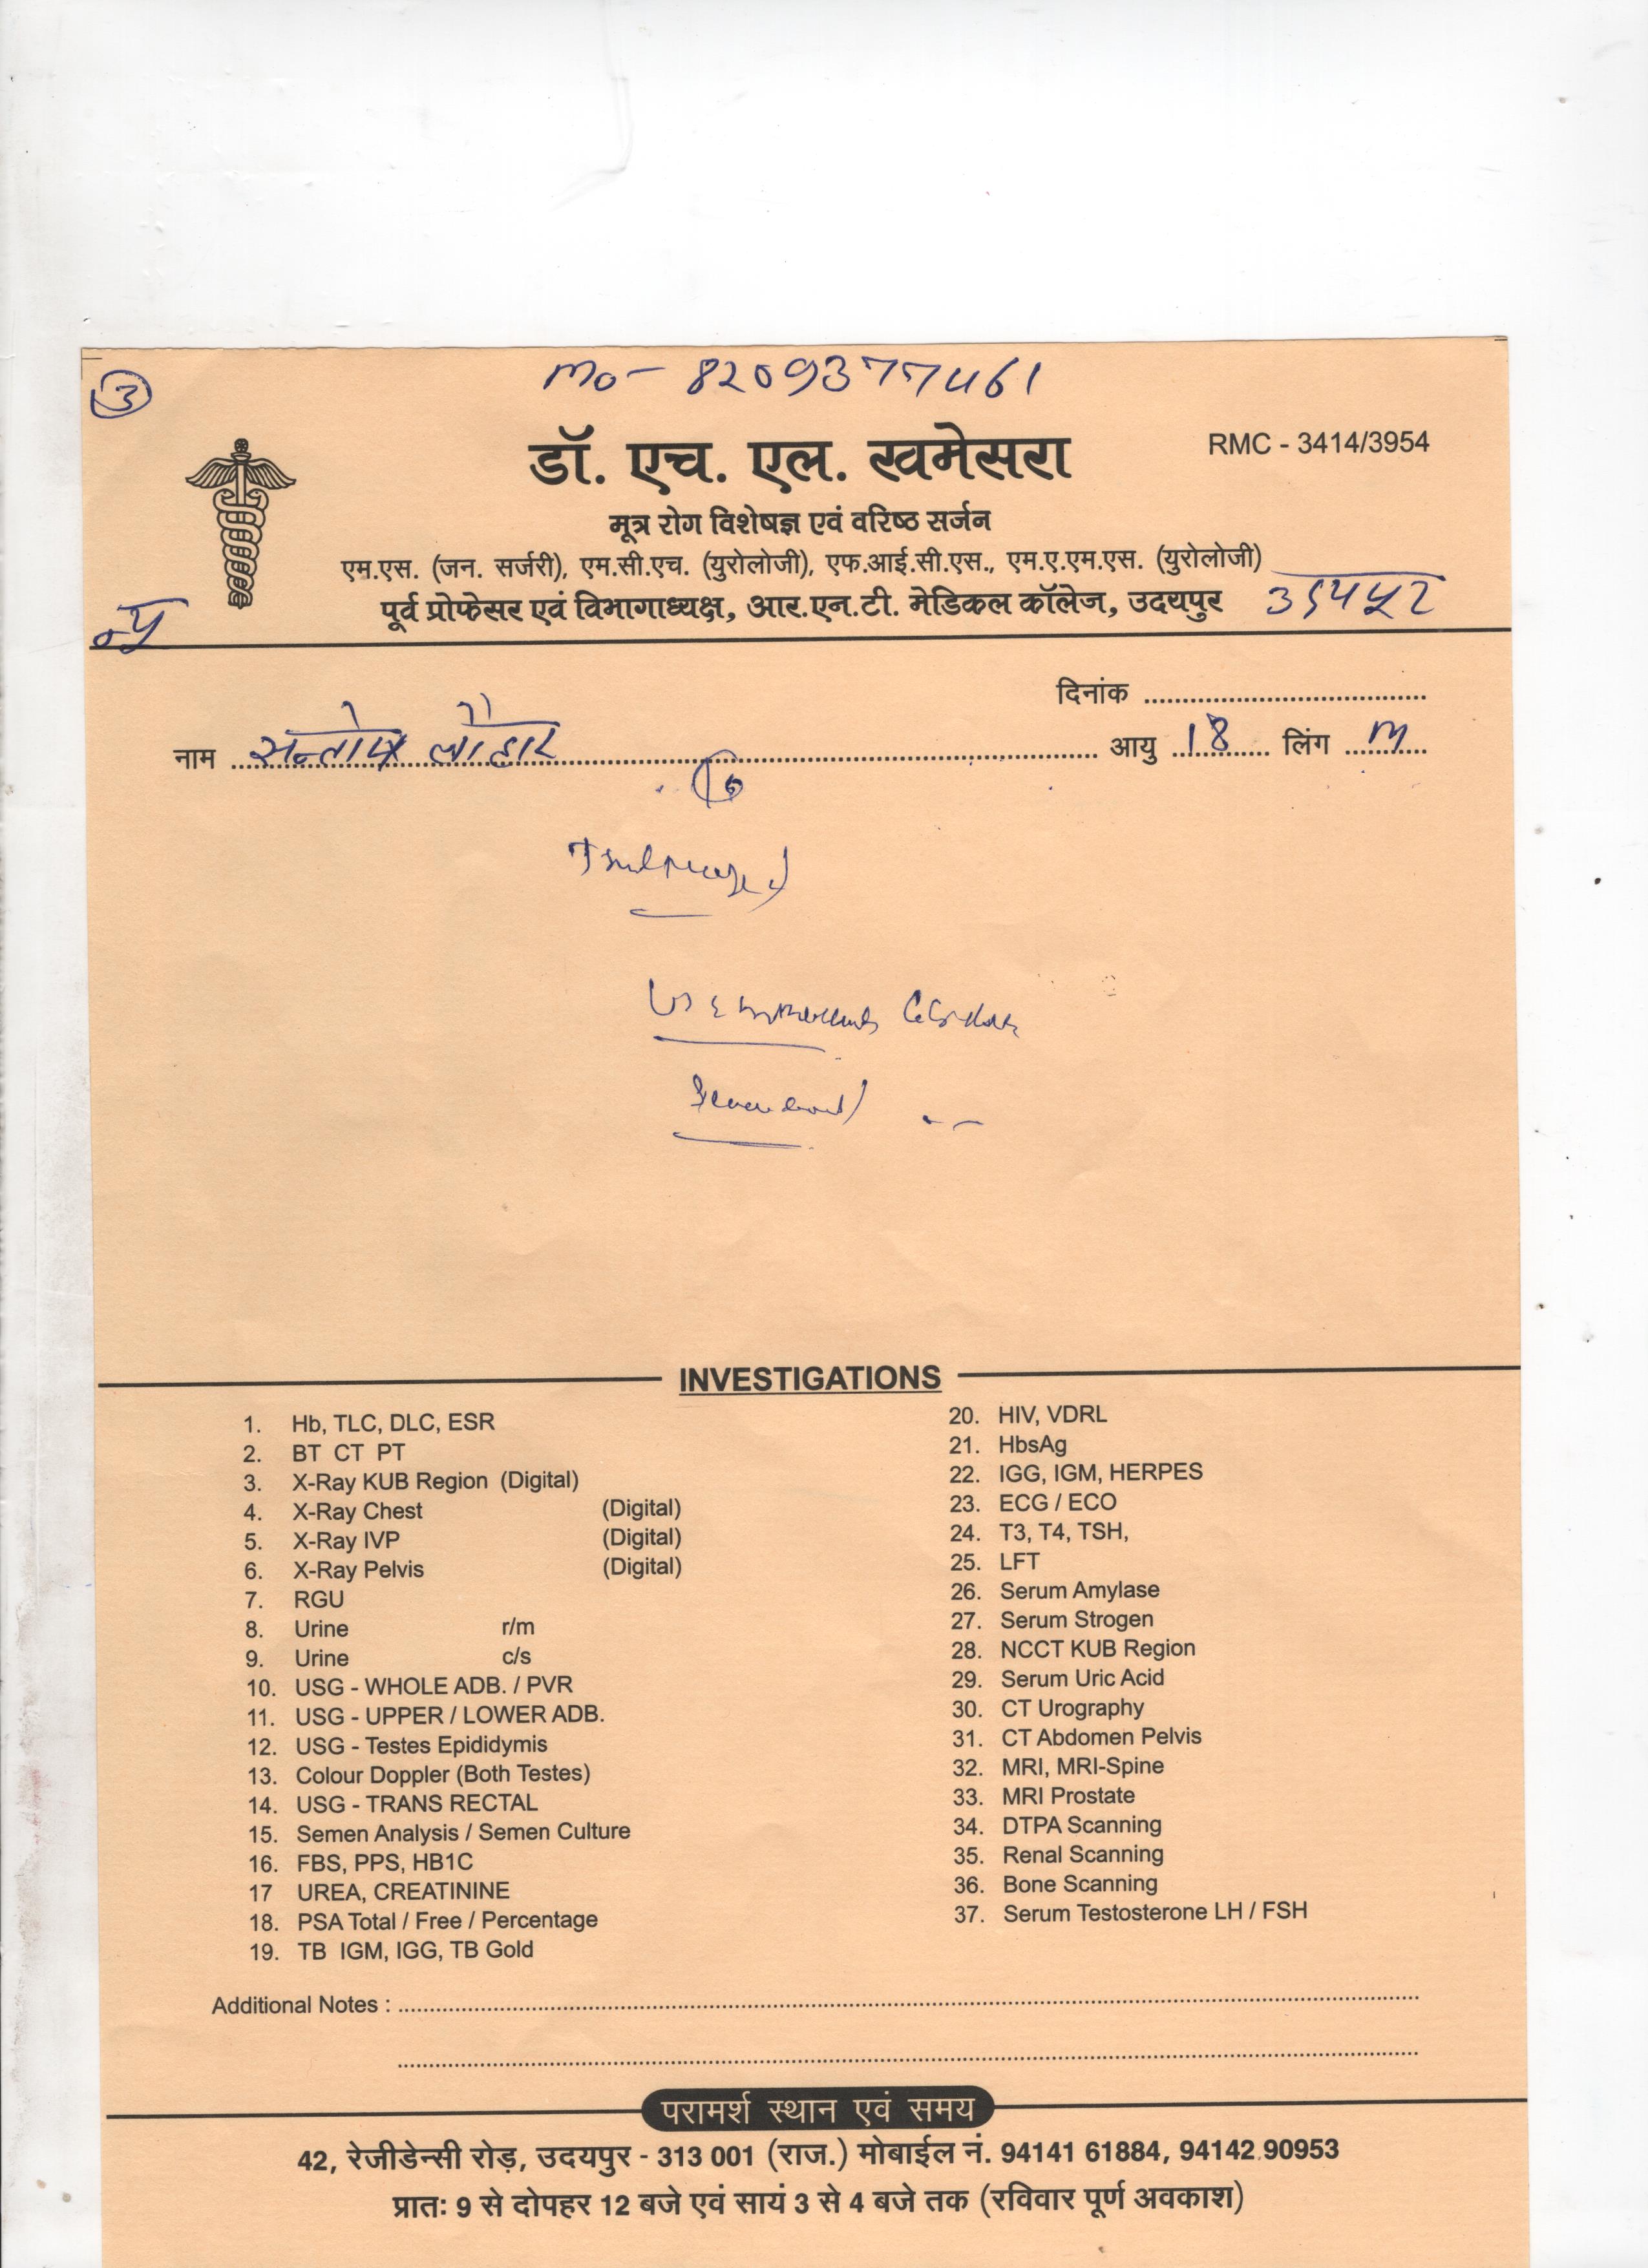 3
mo- 8209377461
डॉ. एच. एल. खमेसरा
RMC - 3414/3954
मूत्र रोग विशेषज्ञ एवं वरिष्ठ सर्जन
एम.एस. (जन. सर्जरी), एम.सी.एच. (युरोलोजी), एफ.आई.सी.एस., एम.ए.एम.एस. (युरोलोजी)
पूर्व प्रोफेसर एवं विभागाध्यक्ष, आर.एन.टी. मेडिकल कॉलेज, उदयपुर उदयपुर
न्यु
दिनांक
नाम सन्तोष लौहार आयु 18 लिंग M
INVESTIGATIONS
1. Hb, TLC, DLC, ESR
2. BT CT PT
3. X-Ray KUB Region (Digital)
4. X-Ray Chest (Digital)
5. X-Ray IVP (Digital)
6. X-Ray Pelvis (Digital)
7. RGU
8. Urine r/m
9. Urine c/s
10. USG - WHOLE ADB. / PVR
11. USG - UPPER / LOWER ADB.
12. USG - Testes Epididymis
13. Colour Doppler (Both Testes)
14. USG - TRANS RECTAL
15. Semen Analysis / Semen Culture
16. FBS, PPS, HB1C
17 UREA, CREATININE
18. PSA Total / Free / Percentage
19. TB IGM, IGG, TB Gold
20. HIV, VDRL
21. HbsAg
22. IGG, IGM, HERPES
23. ECG / ECO
24. T3, T4, TSH,
25. LFT
26. Serum Amylase
27. Serum Strogen
28. NCCT KUB Region
29. Serum Uric Acid
30. CT Urography
31. CT Abdomen Pelvis
32. MRI, MRI-Spine
33. MRI Prostate
34. DTPA Scanning
35. Renal Scanning
36. Bone Scanning
37. Serum Testosterone LH / FSH
Additional Notes :
परामर्श स्थान एवं समय
42, रेजीडेन्सी रोड़, उदयपुर - 313 001 (राज.) मोबाईल नं. 94141 61884, 94142 90953
प्रातः 9 से दोपहर 12 बजे एवं सायं 3 से 4 बजे तक (रविवार पूर्ण अवकाश)